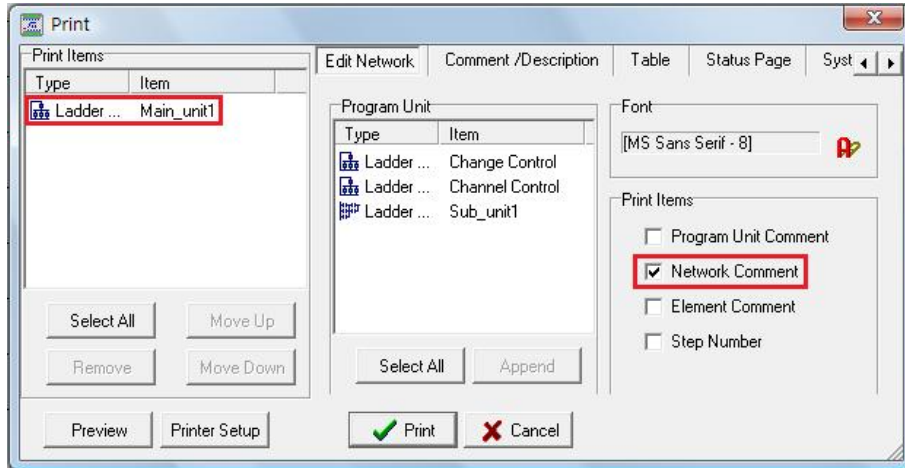 Print
Print Items
Type Item
Ladder ... Main_unit1
Select All Move Up
Remove Move Down
Edit Network Comment /Description Table Status Page Syst
Program Unit
Type Item
Ladder ... Change Control
Ladder ... Channel Control
Ladder ... Sub_unit1
Select All Append
Font
[MS Sans Serif - 8]
Print Items
Program Unit Comment
Network Comment
Element Comment
Step Number
Preview Printer Setup Print Cancel